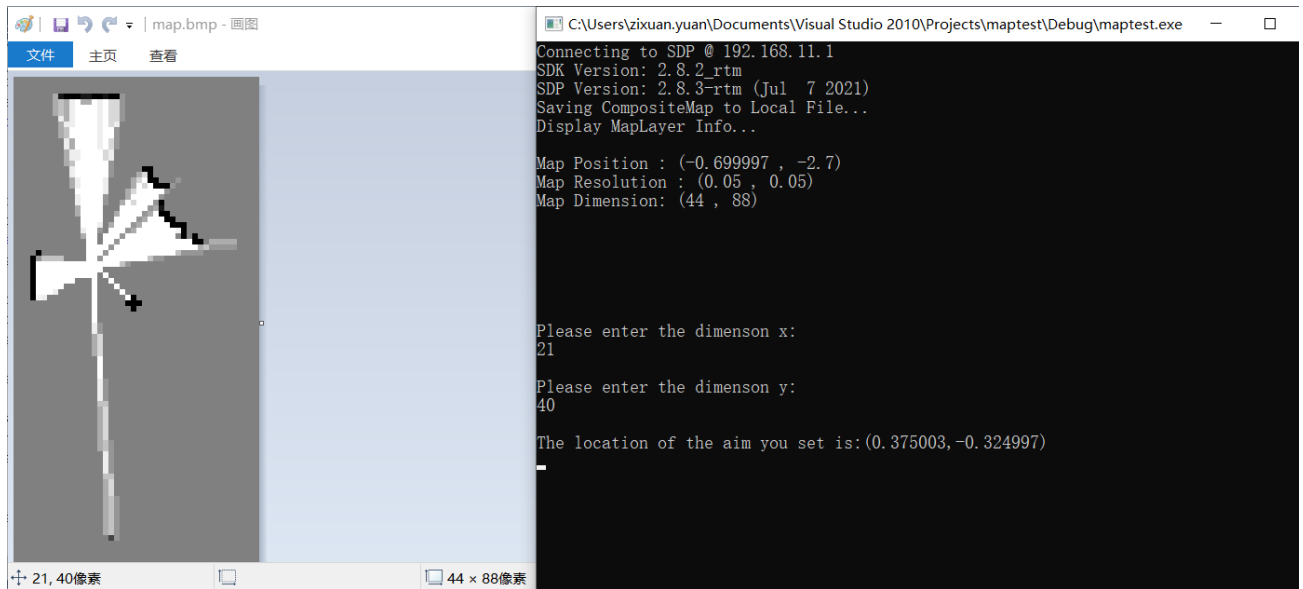 map.bmp - 画图
文件 主页 查看
21, 40像素
44 × 88像素
C:\Users\zixuan.yuan\Documents\Visual Studio 2010\Projects\maptest\Debug\maptest.exe
Connecting to SDP @ 192.168.11.1
SDK Version: 2.8.2_rtm
SDP Version: 2.8.3-rtm (Jul  7 2021)
Saving CompositeMap to Local File...
Display MapLayer Info...
Map Position : (-0.699997 , -2.7)
Map Resolution : (0.05 , 0.05)
Map Dimension: (44 , 88)
Please enter the dimenson x:
21
Please enter the dimenson y:
40
The location of the aim you set is:(0.375003,-0.324997)